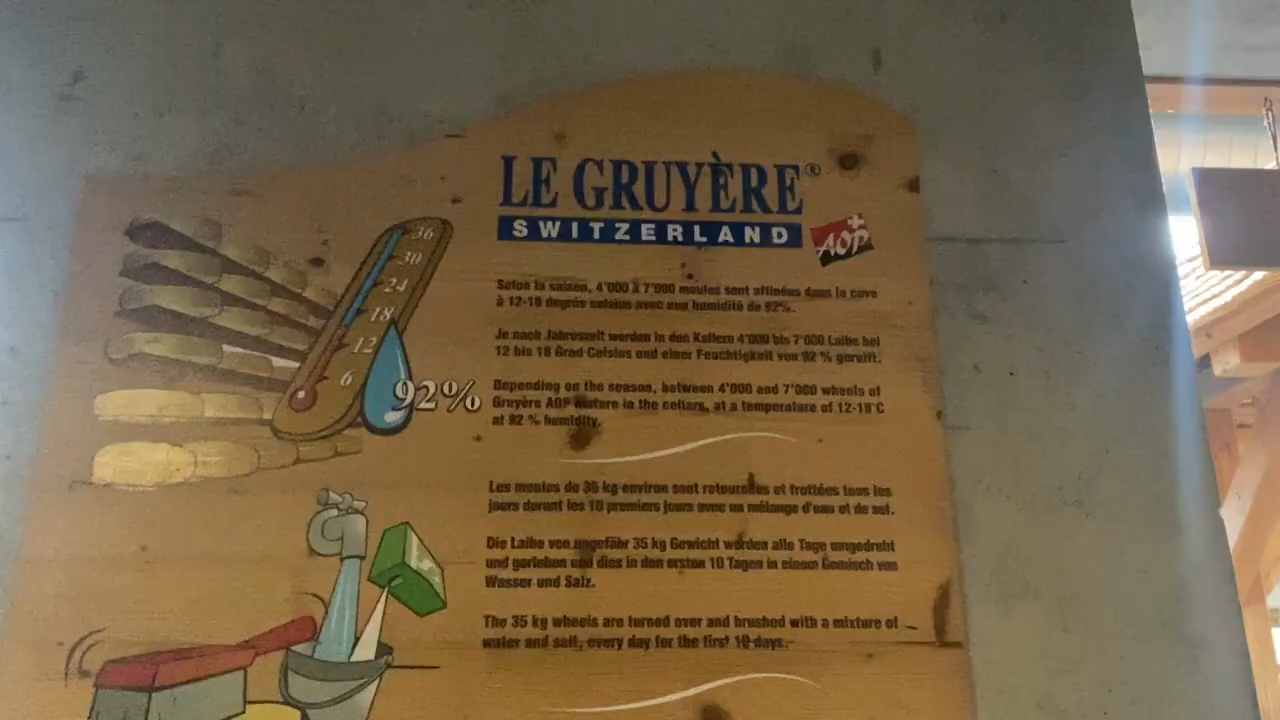 LE GRUYÈRE®
SWITZERLAND
AOP
36
30
24
18
12
6
92%
Selon la saison, 4'000 à 7'000 meules sont affinées dans la cave
à 12-18 degrés celsius avec une humidité de 92%.
Je nach Jahreszeit werden in den Kellern 4'000 bis 7'000 Laibe bei
12 bis 18 Grad Celsius und einer Feuchtigkeit von 92 % gereift.
Depending on the season, between 4'000 and 7'000 wheels of
Gruyère AOP mature in the cellars, at a temperature of 12-18°C
at 92 % humidity.
Les meules de 35 kg environ sont retournées et frottées tous les
jours durant les 10 premiers jours avec un mélange d'eau et de sel.
Die Laibe von ungefähr 35 kg Gewicht werden alle Tage umgedreht
und gerieben und dies in den ersten 10 Tagen in einem Gemisch von
Wasser und Salz.
The 35 kg wheels are turned over and brushed with a mixture of
water and salt, every day for the first 10 days.